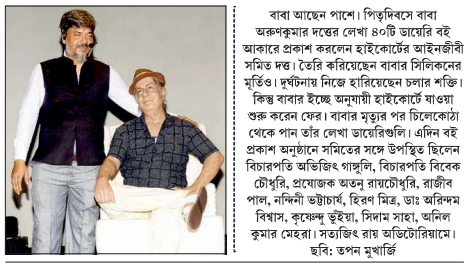 বাবা আছেন পাশে। পিতৃদিবসে বাবা
অরুণকুমার দত্তের লেখা ৪০টি ডায়েরি বই
আকারে প্রকাশ করলেন হাইকোর্টের আইনজীবী
সমিত দত্ত। তৈরি করিয়েছেন বাবার সিলিকনের
মূর্তিও। দুর্ঘটনায় নিজে হারিয়েছেন চলার শক্তি।
কিন্তু বাবার ইচ্ছে অনুযায়ী হাইকোর্টে যাওয়া
শুরু করেন ফের। বাবার মৃত্যুর পর চিলেকোঠা
থেকে পান তাঁর লেখা ডায়েরিগুলি। এদিন বই
প্রকাশ অনুষ্ঠানে সমিতের সঙ্গে উপস্থিত ছিলেন
বিচারপতি অভিজিৎ গাঙ্গুলি, বিচারপতি বিবেক
চৌধুরি, প্রযোজক অতনু রায়চৌধুরি, রাজীব
পাল, নন্দিনী ভট্টাচার্য, হিরণ মিত্র, ডাঃ অরিন্দম
বিশ্বাস, কৃষ্ণেন্দু ভুঁইয়া, সিদাম সাহা, অনিল
কুমার মেহরা। সত্যজিৎ রায় অডিটোরিয়ামে।
ছবি: তপন মুখার্জি